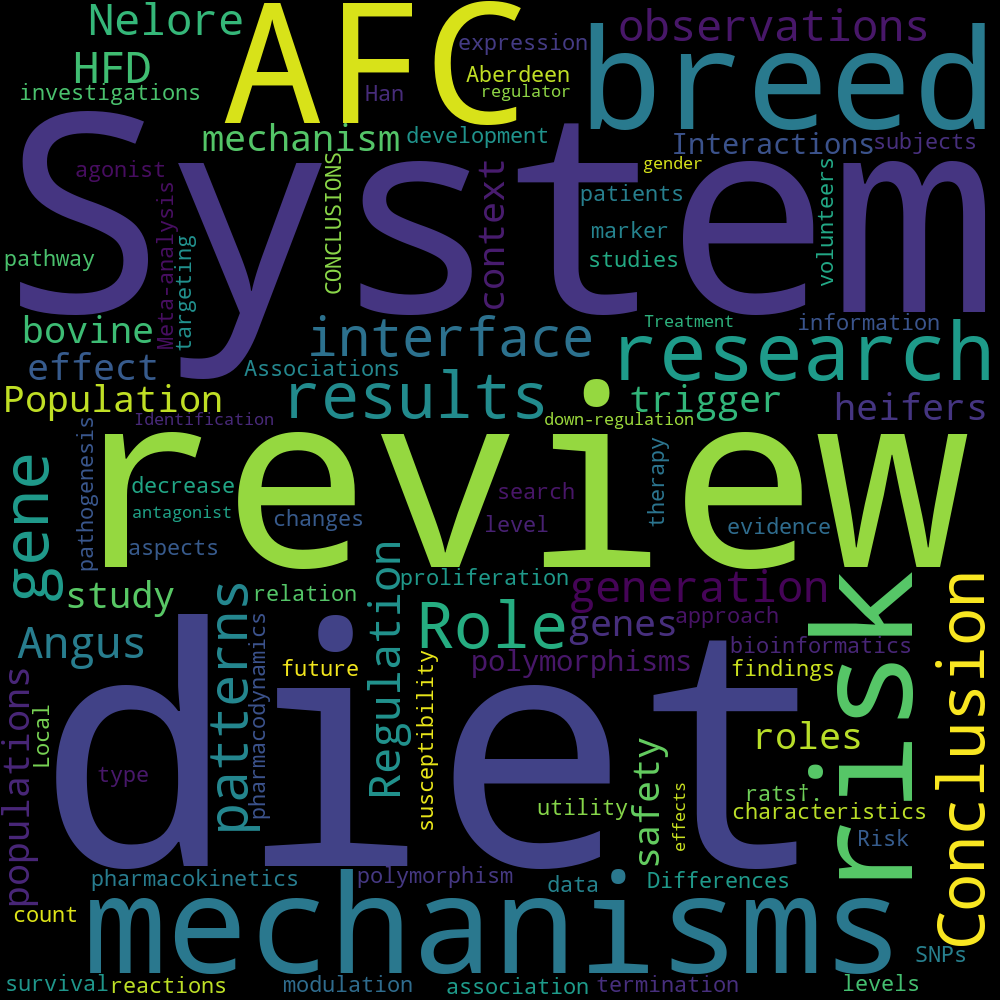 Nelore
AFC
observations
expression
breed
HFD
Aberdeen
investigations
Han
regulator
System
mechanism
development
Interactions
subjects
agonist
CONCLUSIONS
context
gender
volunteers
patients
Meta-analysis
marker
targeting
pathway
studies
bovine
interface
Treatment
information
research
effect
Associations
results
Population
trigger
heifers
Identification
down-regulation
review
pathogenesis
gene
therapy
decrease
search
antagonist
changes
level
evidence
aspects
Regulation
proliferation
generation
risk
Conclusion
study
patterns
relation
Role
genes
approach
Angus
pharmacodynamics
bioinformatics
future
polymorphisms
findings
diet
susceptibility
populations
Local
roles
type
safety
effects
utility
rats†.
characteristics
Risk
pharmacokinetics
polymorphism
data
Differences
mechanisms
count
SNPs
survival
reactions
modulation
association
termination
levels